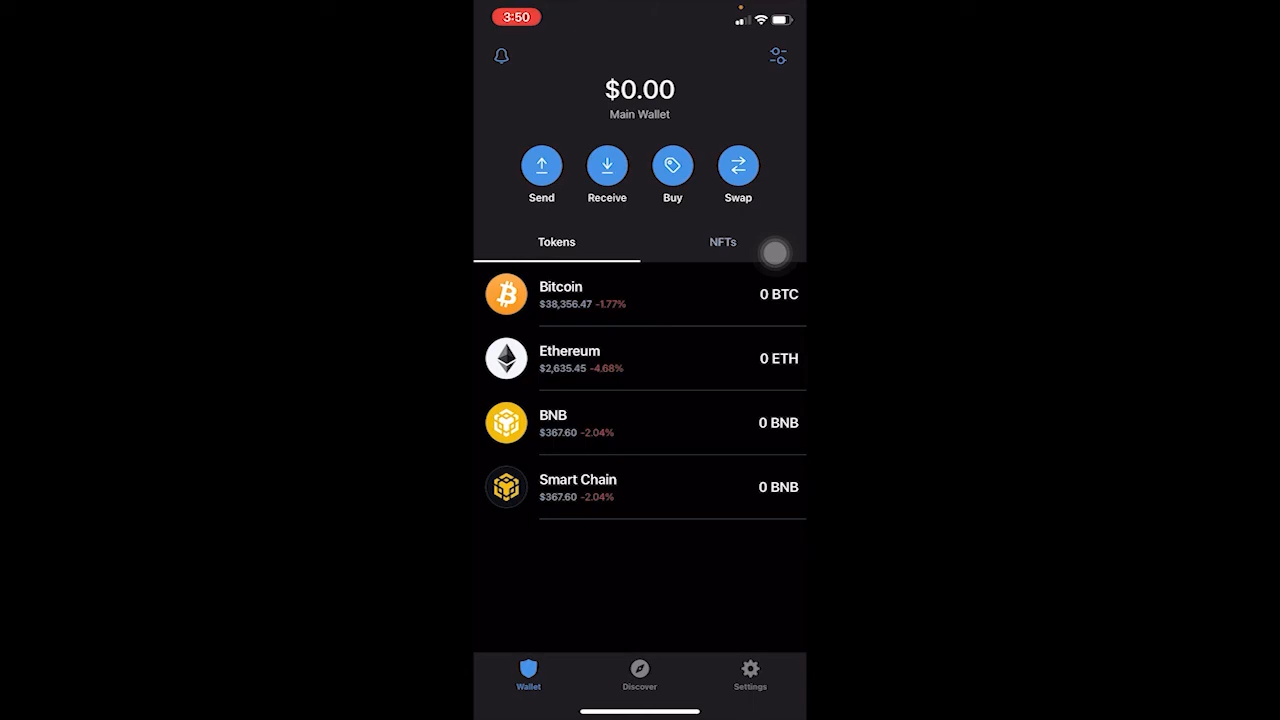 3:50
$0.00
Main Wallet
Send Receive Buy Swap
Tokens NFTs
Bitcoin
$38,356.47 -1.77%
0 BTC
Ethereum
$2,635.45 -4.68%
0 ETH
BNB
$367.60 -2.04%
0 BNB
Smart Chain
$367.60 -2.04%
0 BNB
Wallet Discover Settings